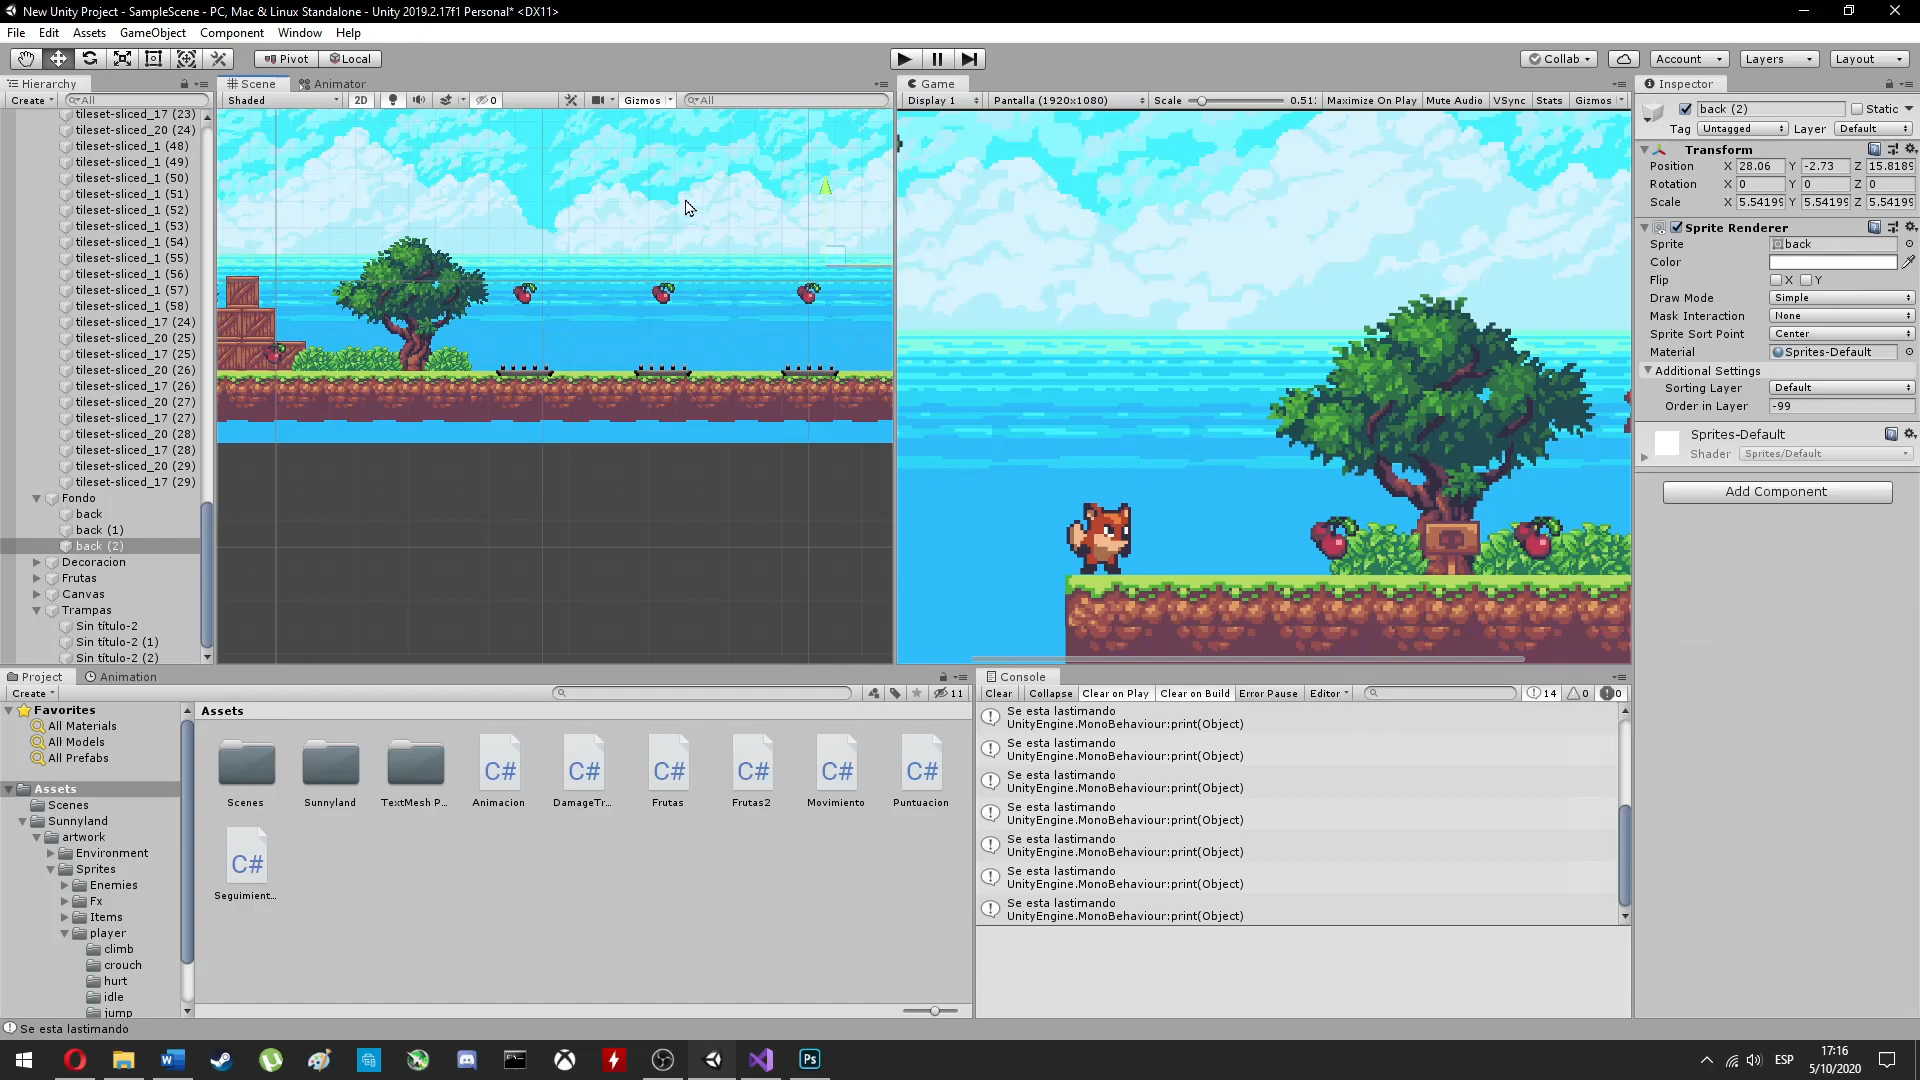 New Unity Project - SampleScene - PC, Mac & Linux Standalone - Unity 2019.2.17f1 Personal* <DX11>
File Edit Assets GameObject Component Window Help
Pivot Local Collab Account Layers Layout
Hierarchy
Create All
tileset-sliced_17 (23)
tileset-sliced_20 (24)
tileset-sliced_1 (48)
tileset-sliced_1 (49)
tileset-sliced_1 (50)
tileset-sliced_1 (51)
tileset-sliced_1 (52)
tileset-sliced_1 (53)
tileset-sliced_1 (54)
tileset-sliced_1 (55)
tileset-sliced_1 (56)
tileset-sliced_1 (57)
tileset-sliced_1 (58)
tileset-sliced_17 (24)
tileset-sliced_20 (25)
tileset-sliced_17 (25)
tileset-sliced_20 (26)
tileset-sliced_17 (26)
tileset-sliced_20 (27)
tileset-sliced_17 (27)
tileset-sliced_20 (28)
tileset-sliced_17 (28)
tileset-sliced_20 (29)
tileset-sliced_17 (29)
Fondo
back
back (1)
back (2)
Decoracion
Frutas
Canvas
Trampas
Sin título-2
Sin título-2 (1)
Sin título-2 (2)
Scene Animator
Shaded 2D 0 Gizmos All
Game
Display 1 Pantalla (1920x1080) Scale 0.51: Maximize On Play Mute Audio VSync Stats Gizmos
Inspector
back (2) Static
Tag Untagged Layer Default
Transform
Position X 28.06 Y -2.73 Z 15.8189
Rotation X 0 Y 0 Z 0
Scale X 5.54199 Y 5.54199 Z 5.54199
Sprite Renderer
Sprite back
Color
Flip X Y
Draw Mode Simple
Mask Interaction None
Sprite Sort Point Center
Material Sprites-Default
Additional Settings
Sorting Layer Default
Order in Layer -99
Sprites-Default
Shader Sprites/Default
Add Component
Project Animation
Create 11
Favorites
All Materials
All Models
All Prefabs
Assets
Scenes
Sunnyland
artwork
Environment
Sprites
Enemies
Fx
Items
player
climb
crouch
hurt
idle
jump
Assets
C# C# C# C# C# C#
Scenes Sunnyland TextMesh P... Animacion DamageTr... Frutas Frutas2 Movimiento Puntuacion
C#
Seguimient...
Console
Clear Collapse Clear on Play Clear on Build Error Pause Editor 14 0 0
Se esta lastimando
UnityEngine.MonoBehaviour:print(Object)
Se esta lastimando
UnityEngine.MonoBehaviour:print(Object)
Se esta lastimando
UnityEngine.MonoBehaviour:print(Object)
Se esta lastimando
UnityEngine.MonoBehaviour:print(Object)
Se esta lastimando
UnityEngine.MonoBehaviour:print(Object)
Se esta lastimando
UnityEngine.MonoBehaviour:print(Object)
Se esta lastimando
UnityEngine.MonoBehaviour:print(Object)
Se esta lastimando
Ps
ESP
17:16
5/10/2020